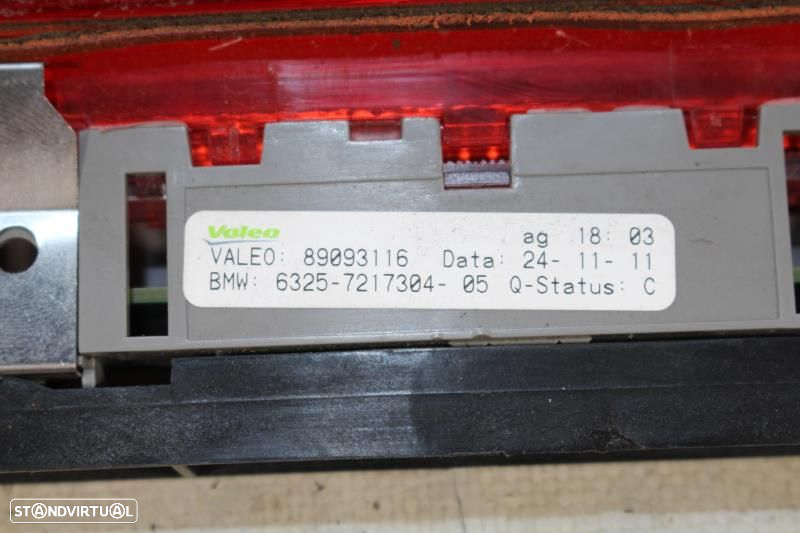 Valeo ag 18: 03
VALEO: 89093116 Data: 24- 11- 11
BMW: 6325-7217304- 05 Q-Status: C
STANDVIRTUAL